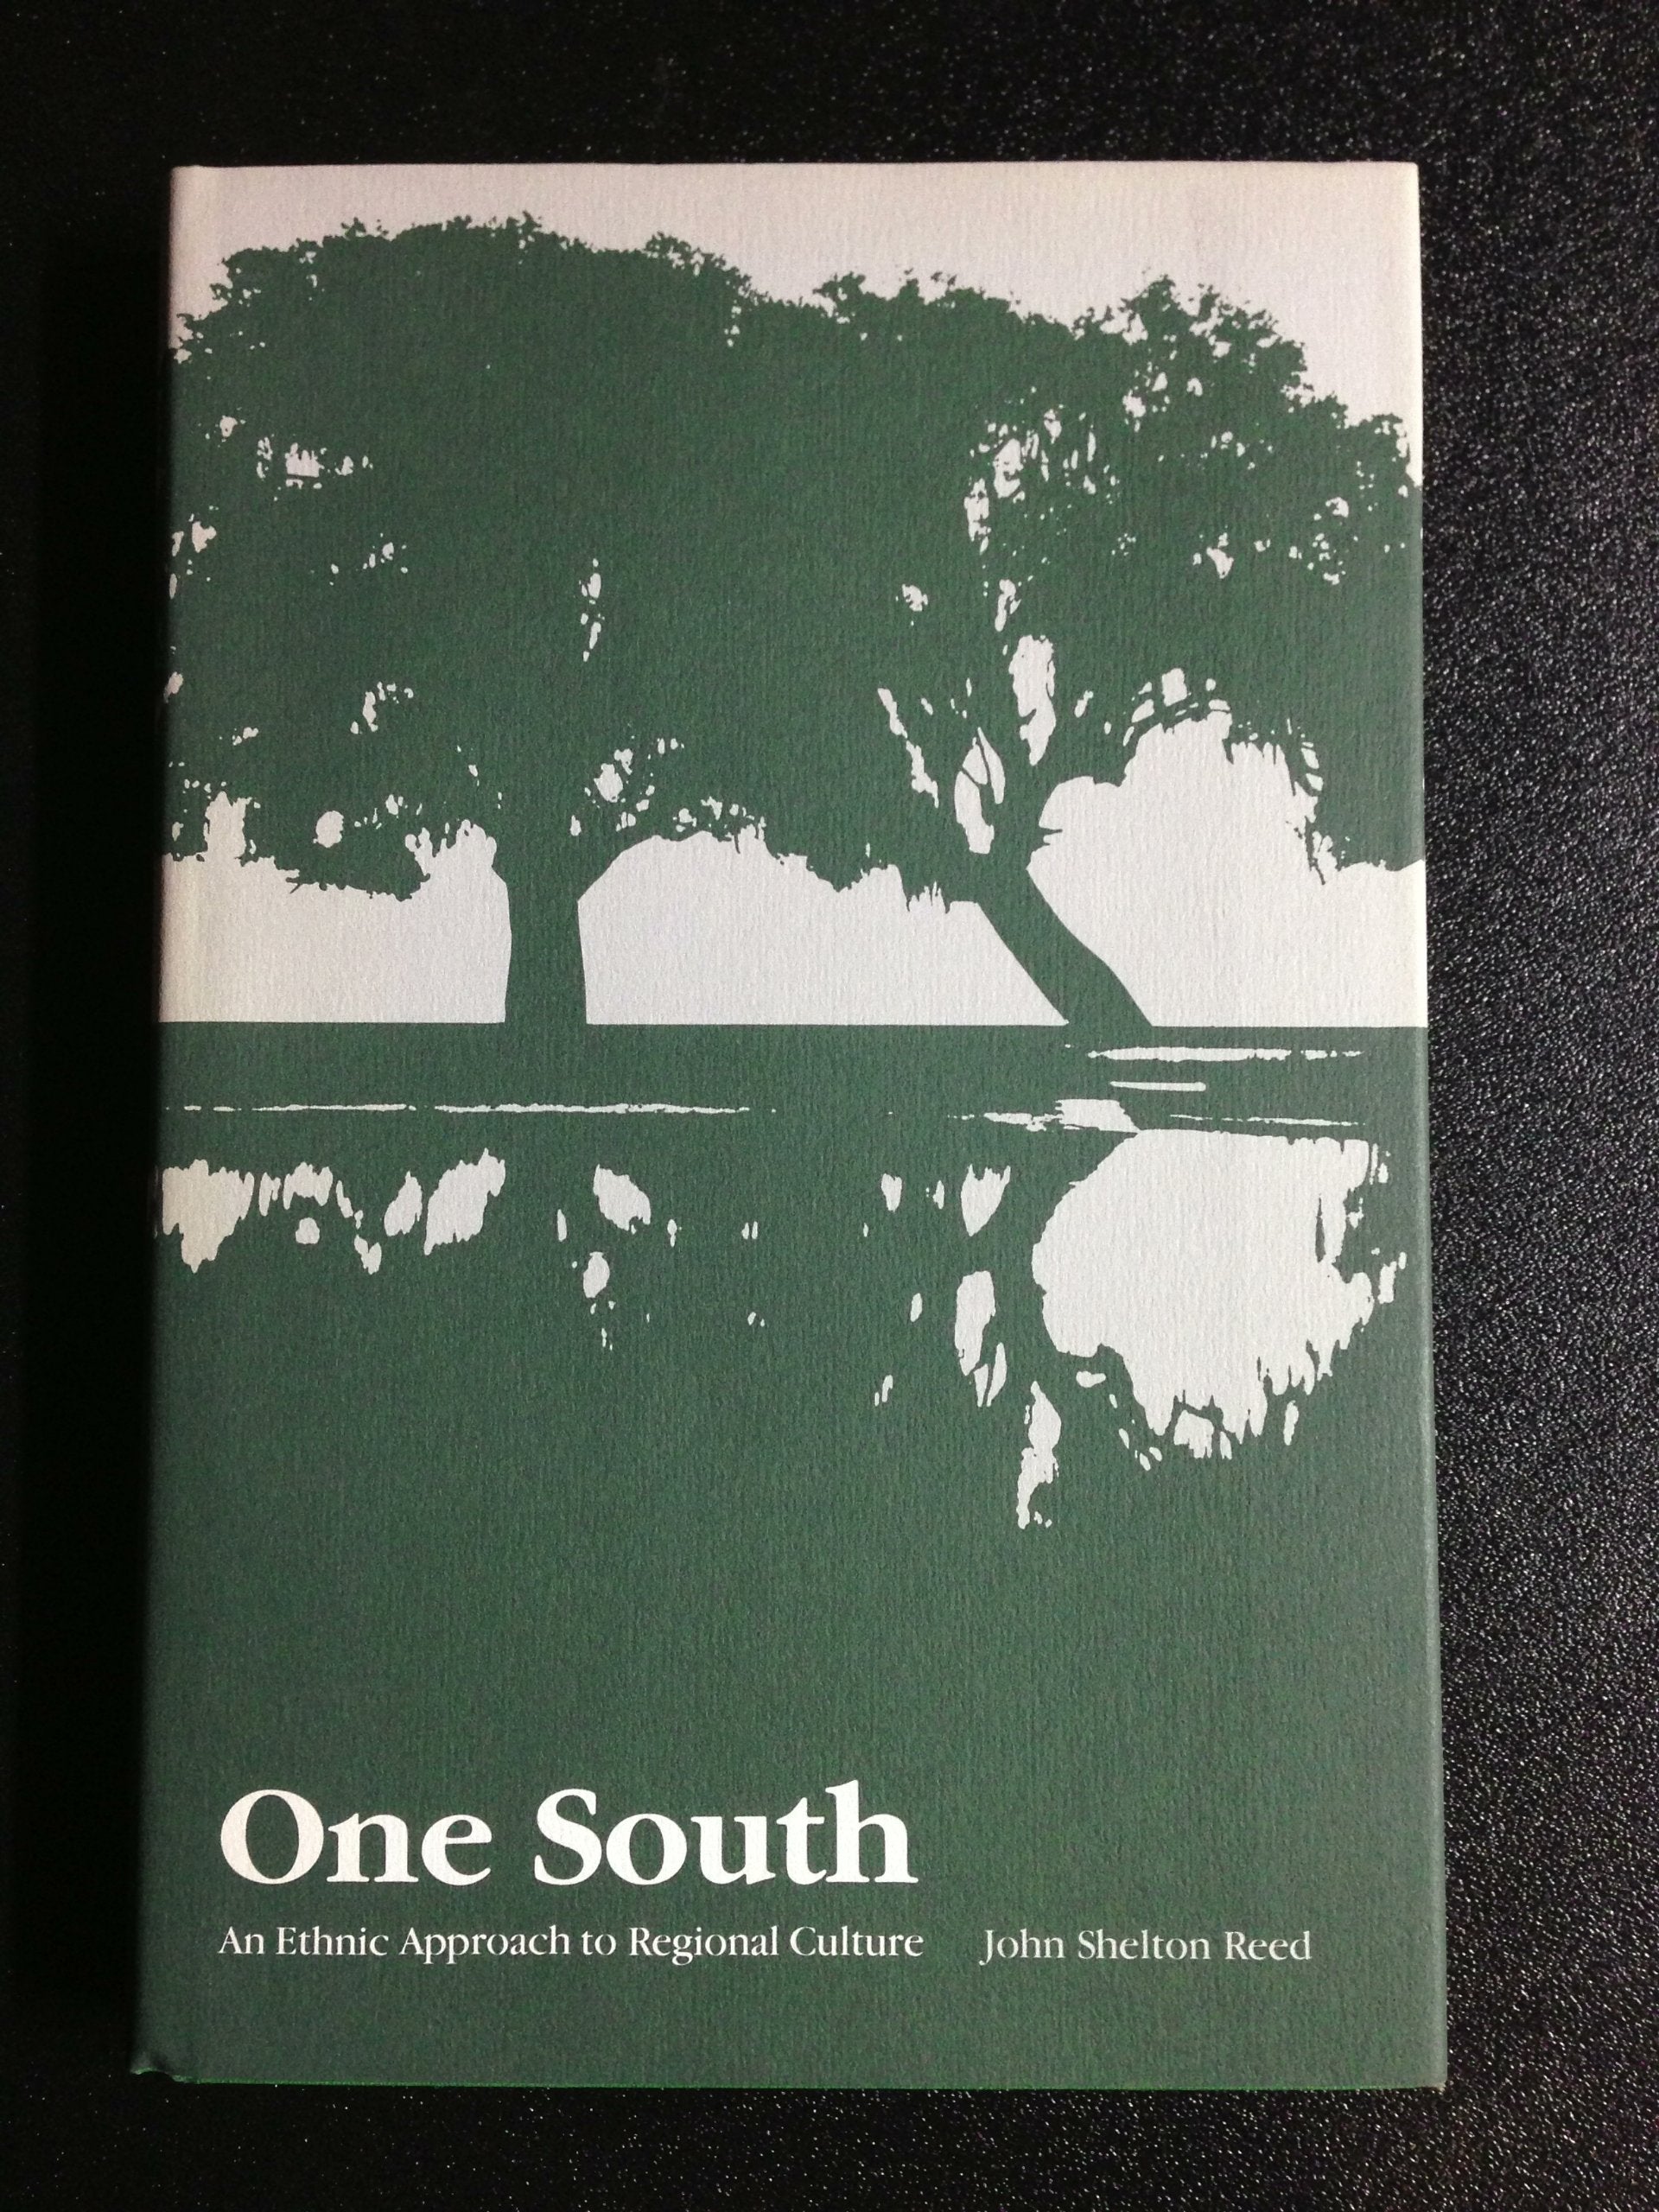 One South
An Ethnic Approach to Regional Culture John Shelton Reed